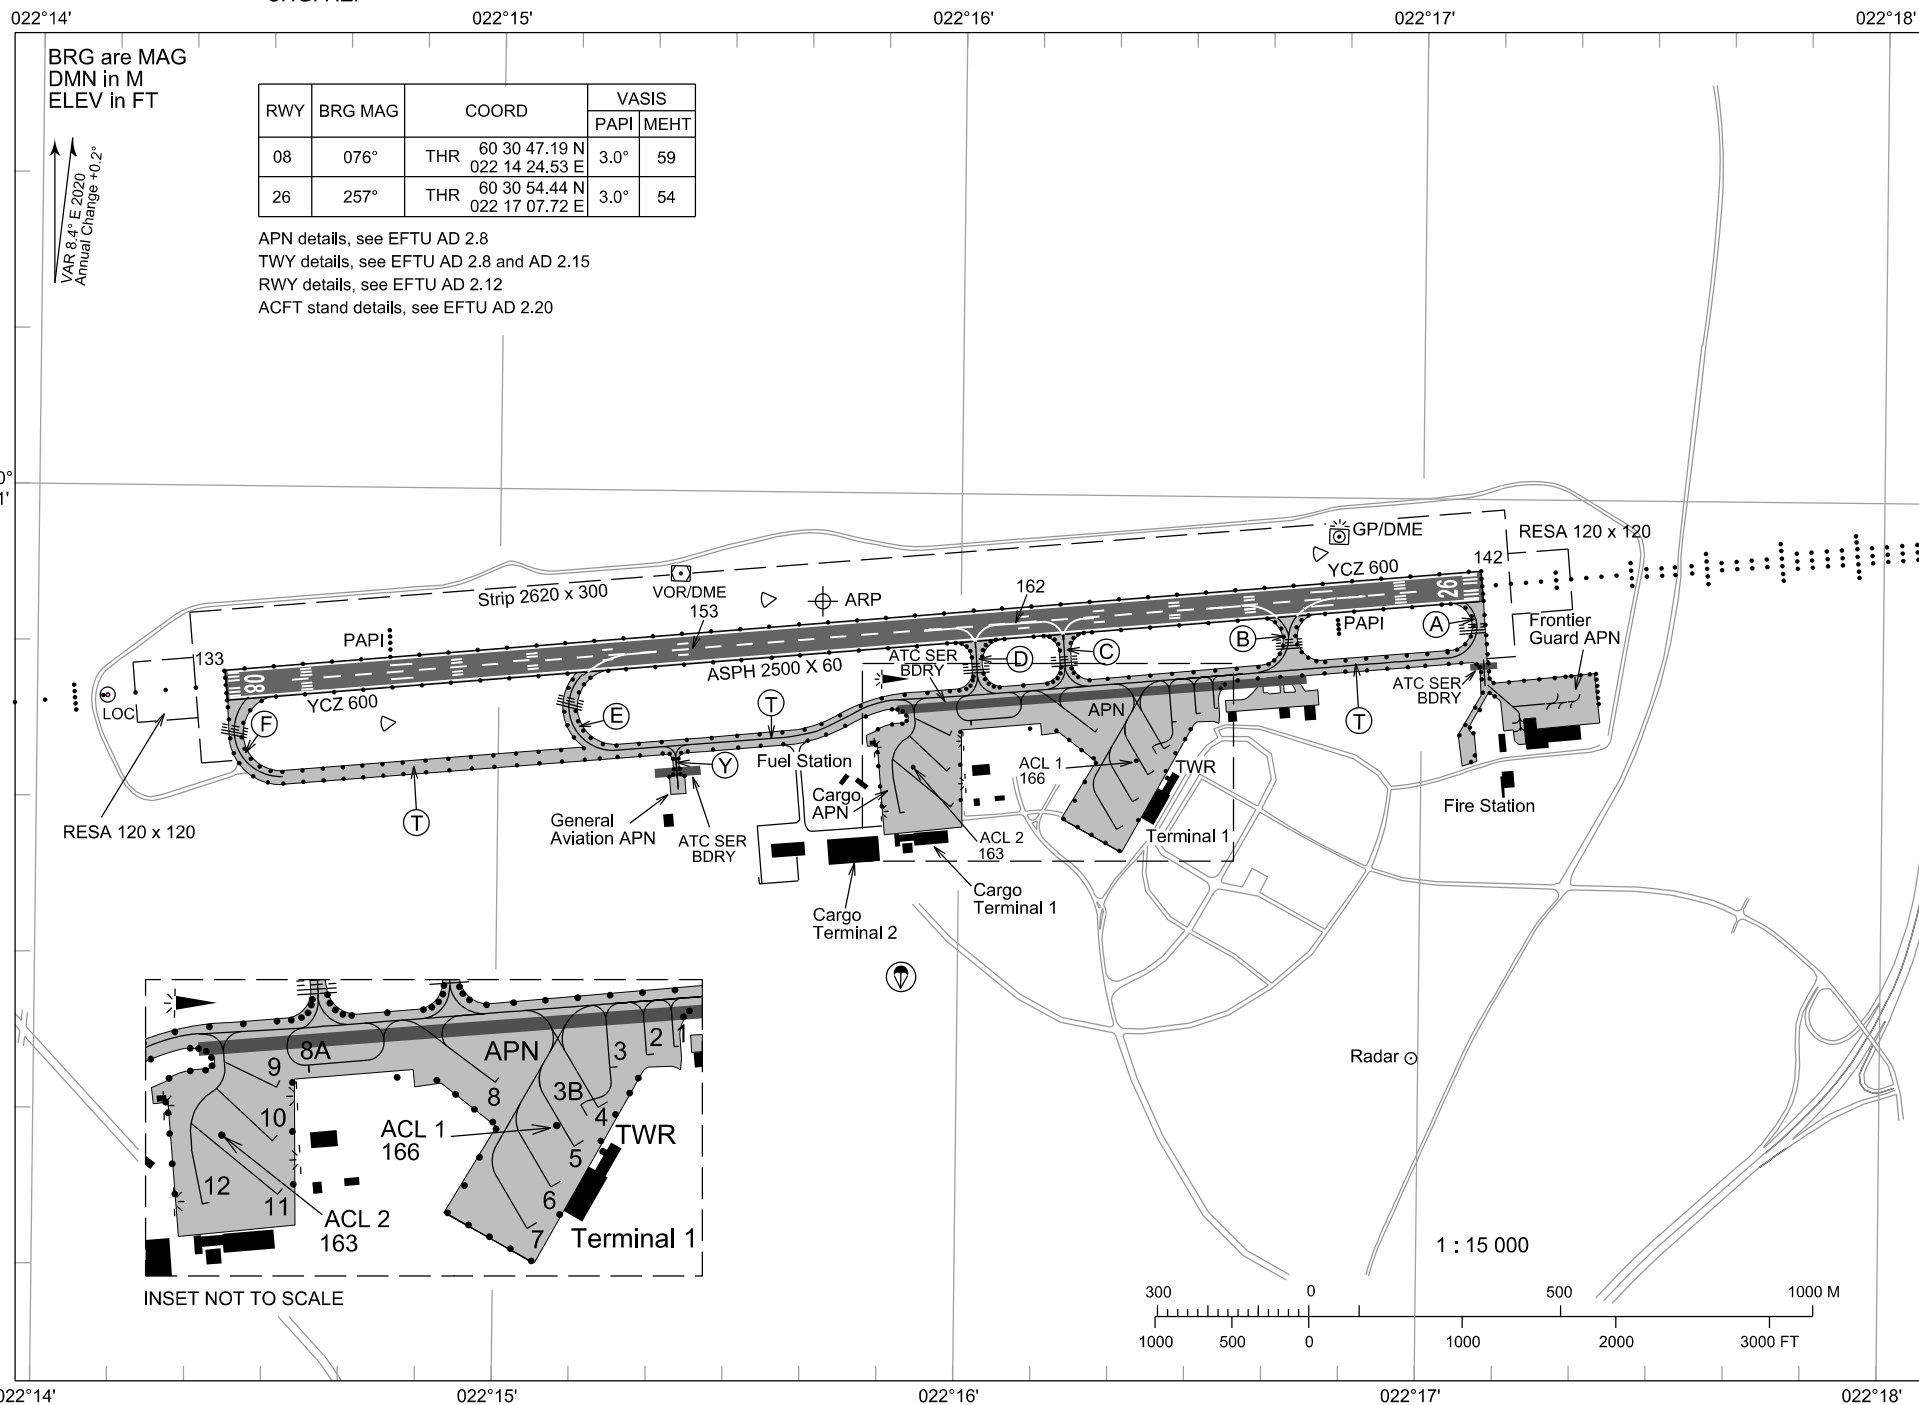 022°14'
022°15'
022°16'
022°17'
022°18'
BRG are MAG
DMN in M
ELEV in FT
VAR 8.4° E 2020
Annual Change +0.2°
RWY BRG MAG COORD VASIS
PAPI MEHT
08 076° THR 60 30 47.19 N 3.0° 59
022 14 24.53 E
26 257° THR 60 30 54.44 N 3.0° 54
022 17 07.72 E
APN details, see EFTU AD 2.8
TWY details, see EFTU AD 2.8 and AD 2.15
RWY details, see EFTU AD 2.12
ACFT stand details, see EFTU AD 2.20
GP/DME
RESA 120 x 120
142
YCZ 600
26
VOR/DME
Strip 2620 x 300
153
ARP
162
PAPI
PAPI
A
B
C
D
Frontier
Guard APN
133
08
YCZ 600
ASPH 2500 X 60
ATC SER
BDRY
ATC SER
BDRY
LOC
F
E
T
T
APN
Y
Fuel Station
ACL 1
166
TWR
Cargo
APN
Fire Station
RESA 120 x 120
T
General
Aviation APN
ATC SER
BDRY
ACL 2
163
Terminal 1
Cargo
Terminal 1
Cargo
Terminal 2
8A
APN
3
2
1
9
8
3B
10
4
ACL 1
166
TWR
5
12
11
6
ACL 2
163
7
Terminal 1
INSET NOT TO SCALE
Radar
1 : 15 000
300 0 500 1000 M
1000 500 0 1000 2000 3000 FT
022°14'
022°15'
022°16'
022°17'
022°18'